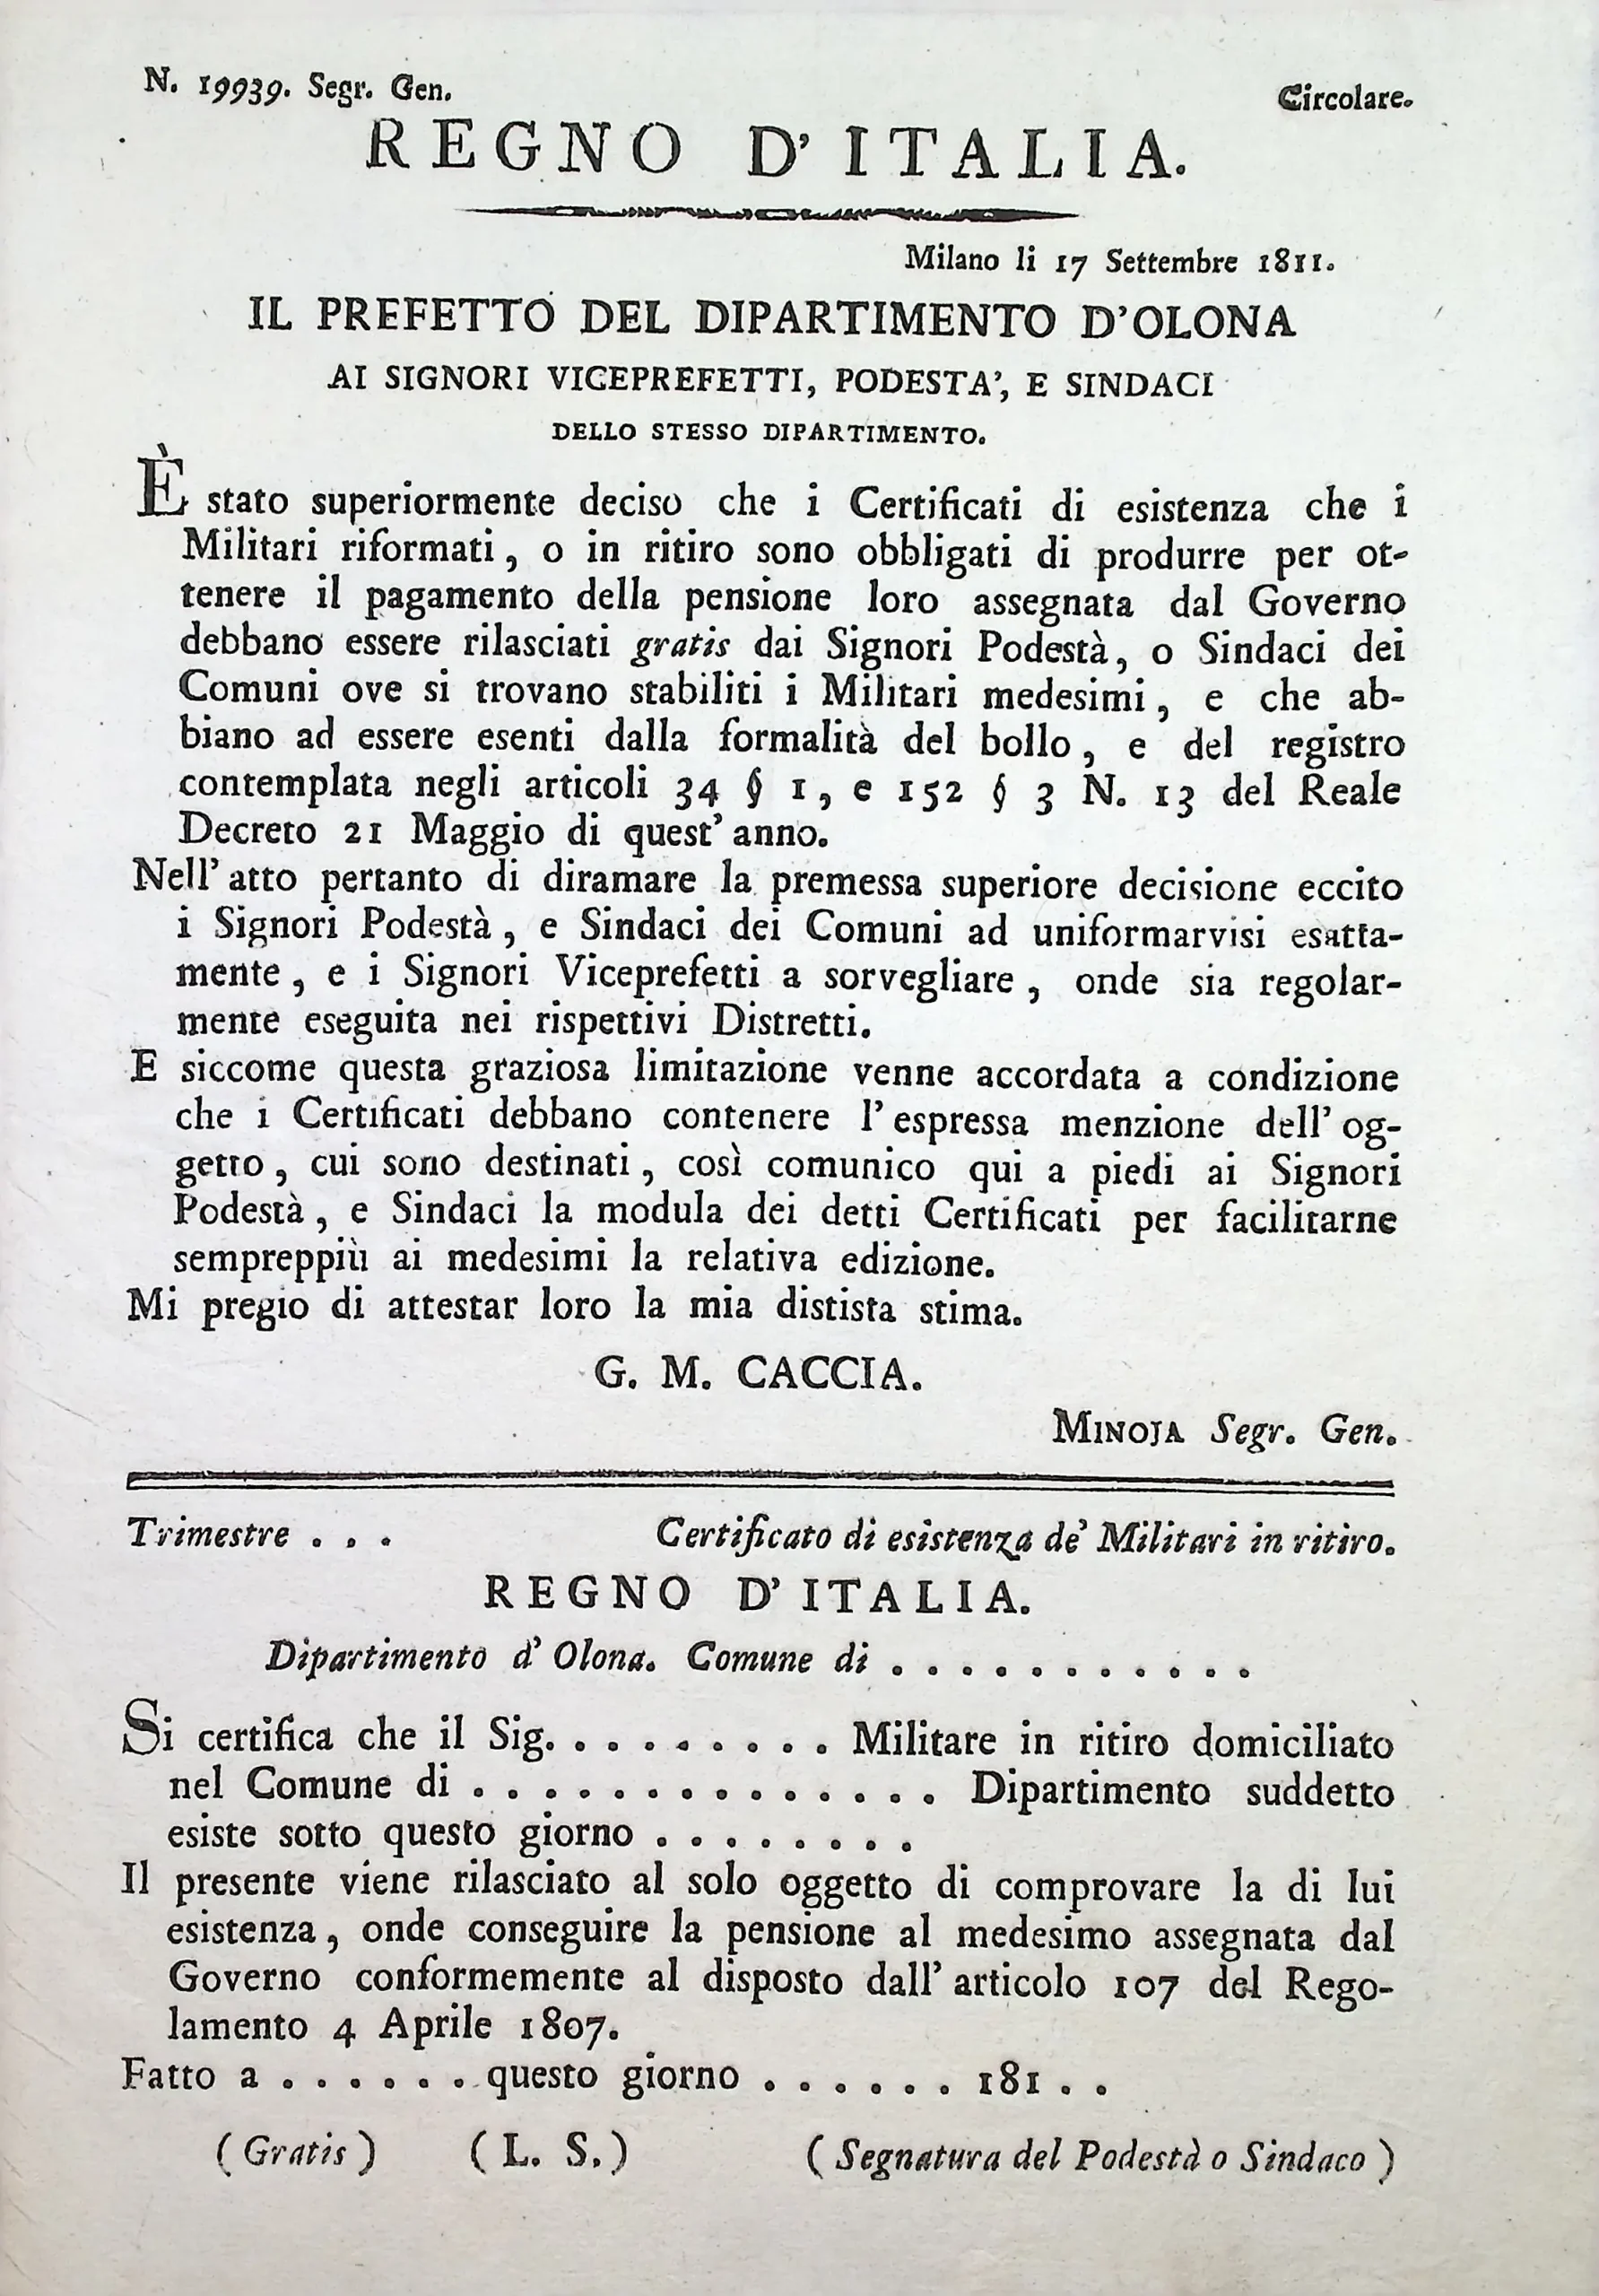 N. 19939. Segr. Gen.
Circolare.
REGNO D'ITALIA.
Milano li 17 Settembre 1811.
IL PREFETTO DEL DIPARTIMENTO D'OLONA
AI SIGNORI VICEPREFETTI, PODESTA', E SINDACI
DELLO STESSO DIPARTIMENTO.
È stato superiormente deciso che i Certificati di esistenza che i
Militari riformati, o in ritiro sono obbligati di produrre per ot-
tenere il pagamento della pensione loro assegnata dal Governo
debbano essere rilasciati gratis dai Signori Podestà, o Sindaci dei
Comuni ove si trovano stabiliti i Militari medesimi, e che ab-
biano ad essere esenti dalla formalità del bollo, e del registro
contemplata negli articoli 34 § 1, e 152 § 3 N. 13 del Reale
Decreto 21 Maggio di quest' anno.
Nell' atto pertanto di diramare la premessa superiore decisione eccito
i Signori Podestà, e Sindaci dei Comuni ad uniformarvisi esatta-
mente, e i Signori Viceprefetti a sorvegliare, onde sia regolar-
mente eseguita nei rispettivi Distretti.
E siccome questa graziosa limitazione venne accordata a condizione
che i Certificati debbano contenere l' espressa menzione dell' og-
getto, cui sono destinati, così comunico qui a piedi ai Signori
Podestà, e Sindaci la modula dei detti Certificati per facilitarne
sempreppiù ai medesimi la relativa edizione.
Mi pregio di attestar loro la mia distista stima.
G. M. CACCIA.
MINOJA Segr. Gen.
Trimestre . . .
Certificato di esistenza de' Militari in ritiro.
REGNO D'ITALIA.
Dipartimento d' Olona. Comune di . . . . . . . . . . .
Si certifica che il Sig. . . . . . . . . Militare in ritiro domiciliato
nel Comune di . . . . . . . . . . . . . . Dipartimento suddetto
esiste sotto questo giorno . . . . . . . .
Il presente viene rilasciato al solo oggetto di comprovare la di lui
esistenza, onde conseguire la pensione al medesimo assegnata dal
Governo conformemente al disposto dall' articolo 107 del Rego-
lamento 4 Aprile 1807.
Fatto a . . . . . . questo giorno . . . . . . 181 . .
( Gratis ) ( L. S. ) ( Segnatura del Podestà o Sindaco )